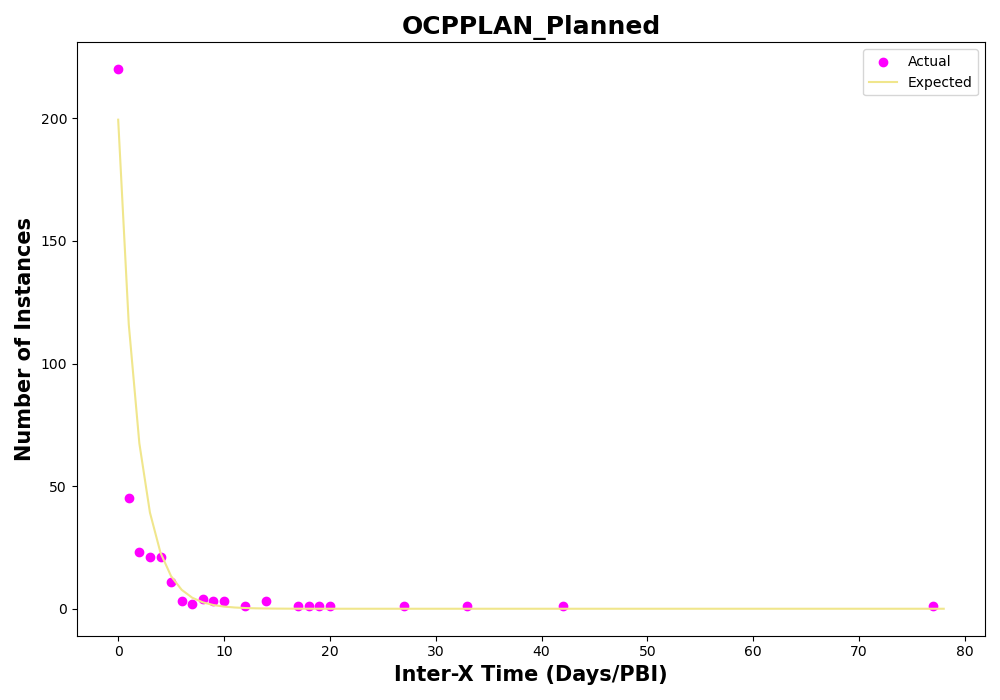 OCPPLAN_Planned
Actual
Expected
Number of Instances
200
150
100
50
0
0 10 20 30 40 50 60 70 80
Inter-X Time (Days/PBI)